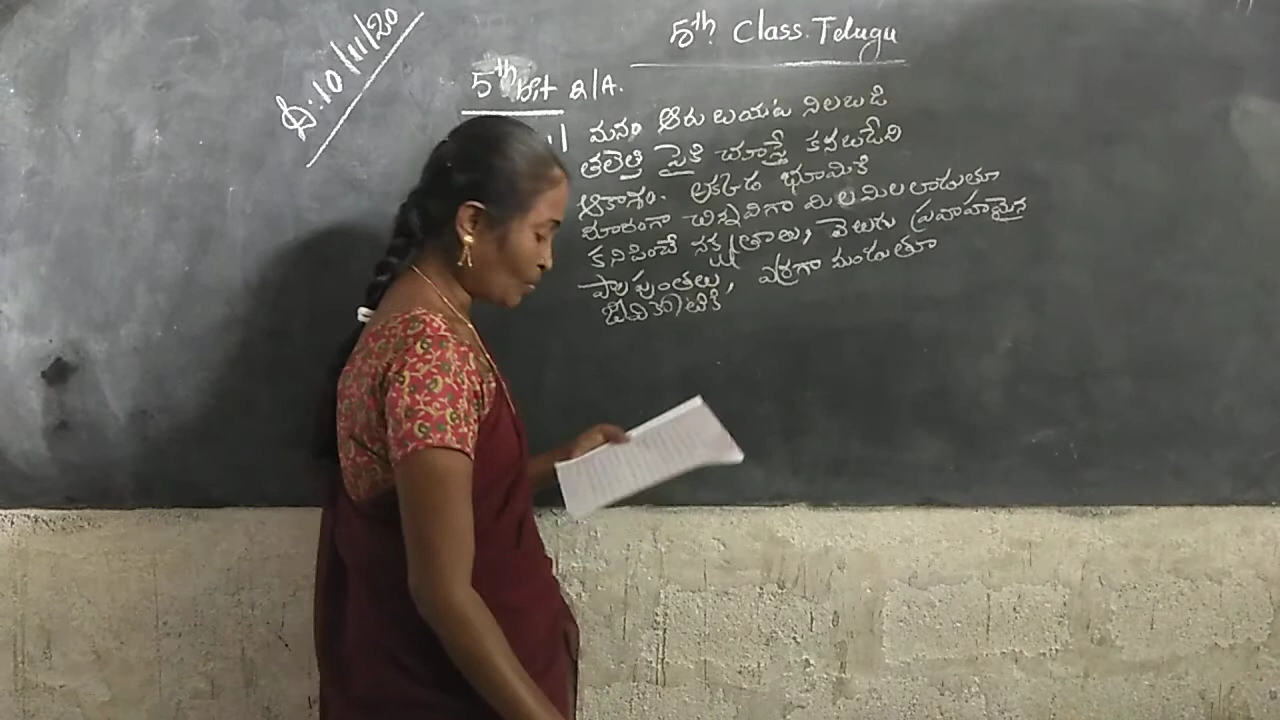 D: 10/11/20
5th Class Telugu
5th bit Q/A.
మనం ఆరు బయట నిలబడి
తలెత్తి పైకి చూస్తే కనబడేది
ఆకాశం. అక్కడ భూమికి
దూరంగా చిన్నవిగా మిలమిలలాడుతూ
కనిపించే నక్షత్రాలు, వెలుగు ప్రవాహమైన
పాలపుంతలు, ఎర్రగా మండుతూ